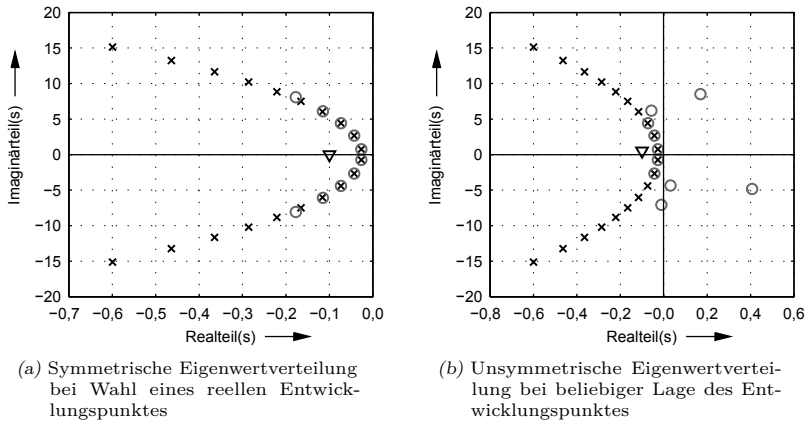 20
15
10
5
0
−5
−10
−15
−20
Imaginärteil(s)
−0,7 −0,6 −0,5 −0,4 −0,3 −0,2 −0,1 0,0
Realteil(s)
(a) Symmetrische Eigenwertverteilung
bei Wahl eines reellen Entwick-
lungspunktes
20
15
10
5
0
−5
−10
−15
−20
Imaginärteil(s)
−0,8 −0,6 −0,4 −0,2 −0,0 0,2 0,4 0,6
Realteil(s)
(b) Unsymmetrische Eigenwertvertei-
lung bei beliebiger Lage des Ent-
wicklungspunktes